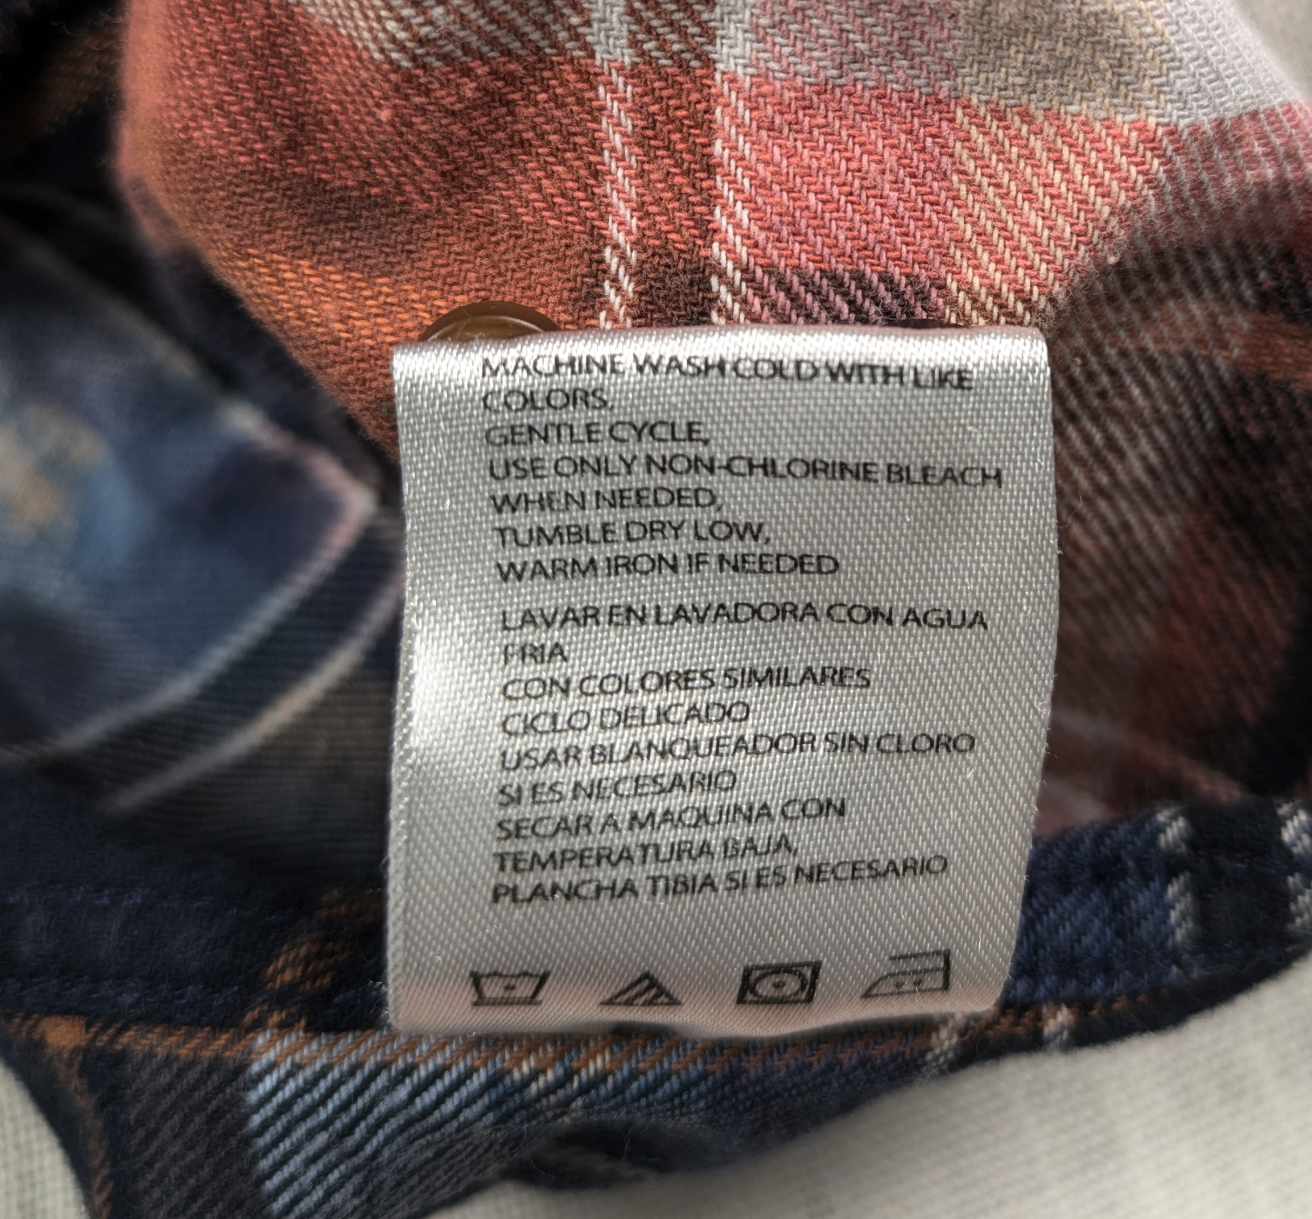 MACHINE WASH COLD WITH LIKE
COLORS,
GENTLE CYCLE,
USE ONLY NON-CHLORINE BLEACH
WHEN NEEDED,
TUMBLE DRY LOW,
WARM IRON IF NEEDED
LAVAR EN LAVADORA CON AGUA
FRIA
CON COLORES SIMILARES
CICLO DELICADO
USAR BLANQUEADOR SIN CLORO
SI ES NECESARIO
SECAR A MAQUINA CON
TEMPERATURA BAJA,
PLANCHA TIBIA SI ES NECESARIO